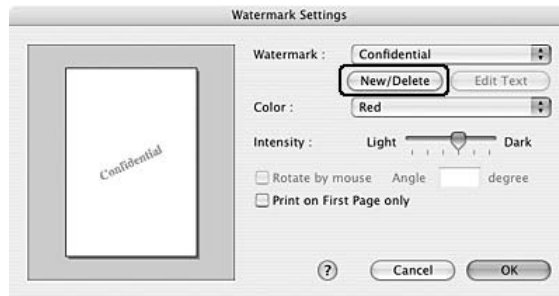 Watermark Settings
Watermark : Confidential
New/Delete Edit Text
Color : Red
Intensity : Light Dark
Confidential
Rotate by mouse Angle degree
Print on First Page only
? Cancel OK